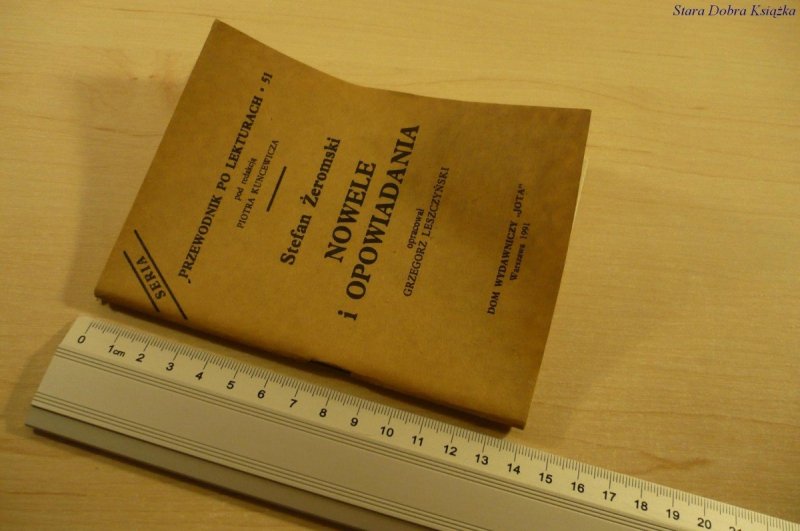 Stara Dobra Książka
SERIA
„PRZEWODNIK PO LEKTURACH • 51
pod redakcją
PIOTRA KUNCEWICZA
Stefan Żeromski
NOWELE
i OPOWIADANIA
opracował
GRZEGORZ LESZCZYŃSKI
DOM WYDAWNICZY „JOTA”
Warszawa 1991
0 1cm 2 3 4 5 6 7 8 9 10 11 12 13 14 15 16 17 18 19 20